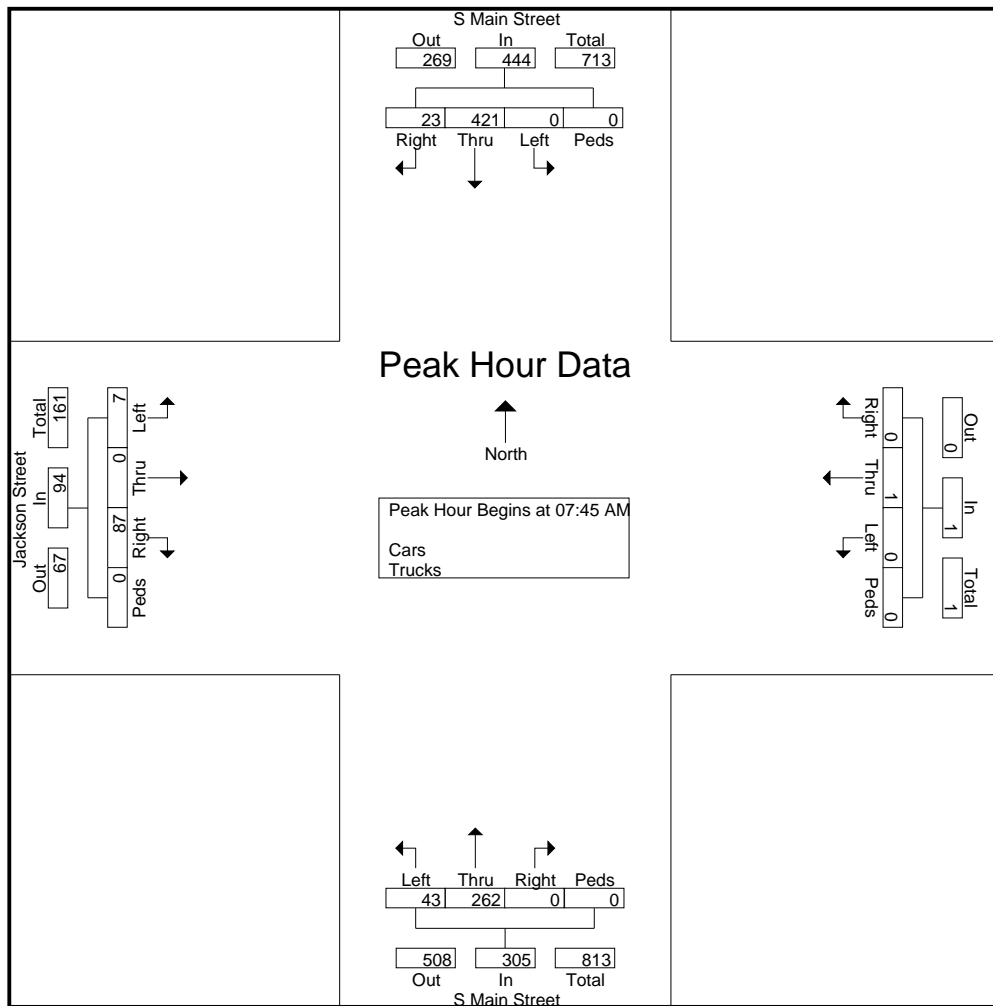 S Main Street
Out In Total
269 444 713
23 421 0 0
Right Thru Left Peds
Peak Hour Data
North
Peak Hour Begins at 07:45 AM
Cars
Trucks
Jackson Street
Total In Out
161 94 67
7 0 87 0
Left Thru Right Peds
Out In Total
0 1 1
0 1 0 0
Right Thru Left Peds
Left Thru Right Peds
43 262 0 0
508 305 813
Out In Total
S Main Street